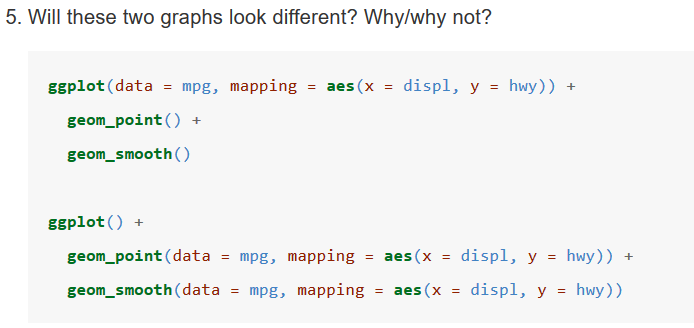 5. Will these two graphs look different? Why/why not?
ggplot(data = mpg, mapping = aes(x = displ, y = hwy)) +
geom_point() +
geom_smooth()
ggplot() +
geom_point(data = mpg, mapping = aes(x = displ, y = hwy)) +
geom_smooth(data = mpg, mapping = aes(x = displ, y = hwy))